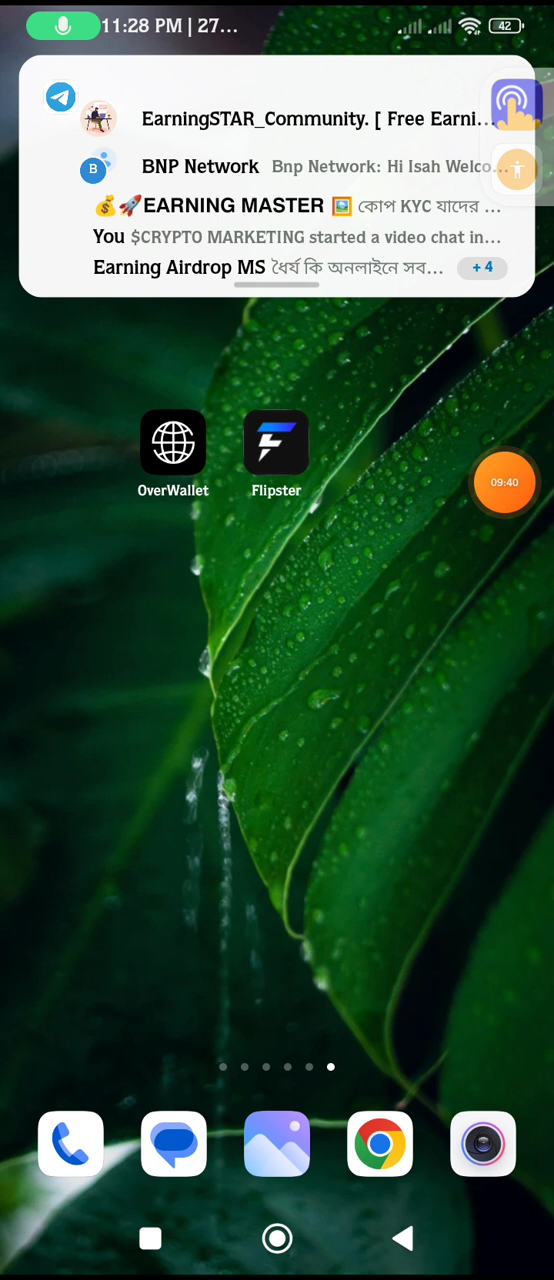 11:28 PM | 27...
42
EarningSTAR_Community. [ Free Earni...
B
BNP Network Bnp Network: Hi Isah Welco...
💰🚀EARNING MASTER 🖼️ কোপ KYC যাদের ...
You $CRYPTO MARKETING started a video chat in...
Earning Airdrop MS ধৈর্য কি অনলাইনে সব... + 4
OverWallet
Flipster
09:40